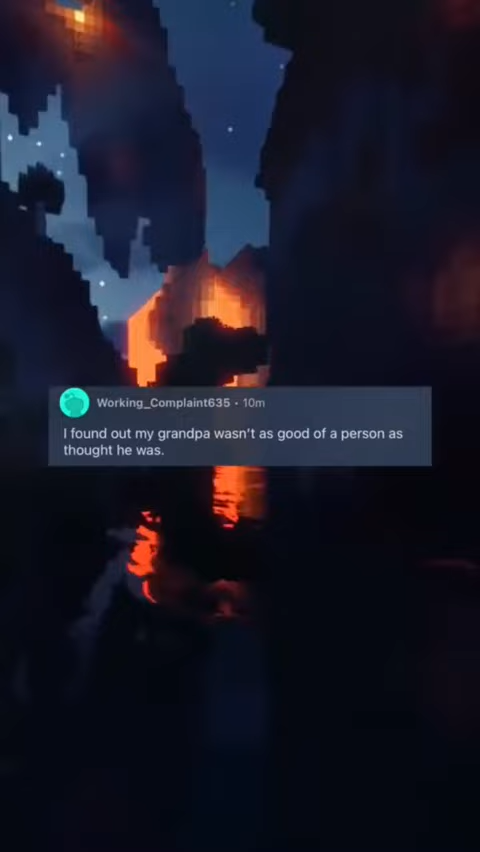 Working_Complaint635 • 10m
I found out my grandpa wasn't as good of a person as
thought he was.